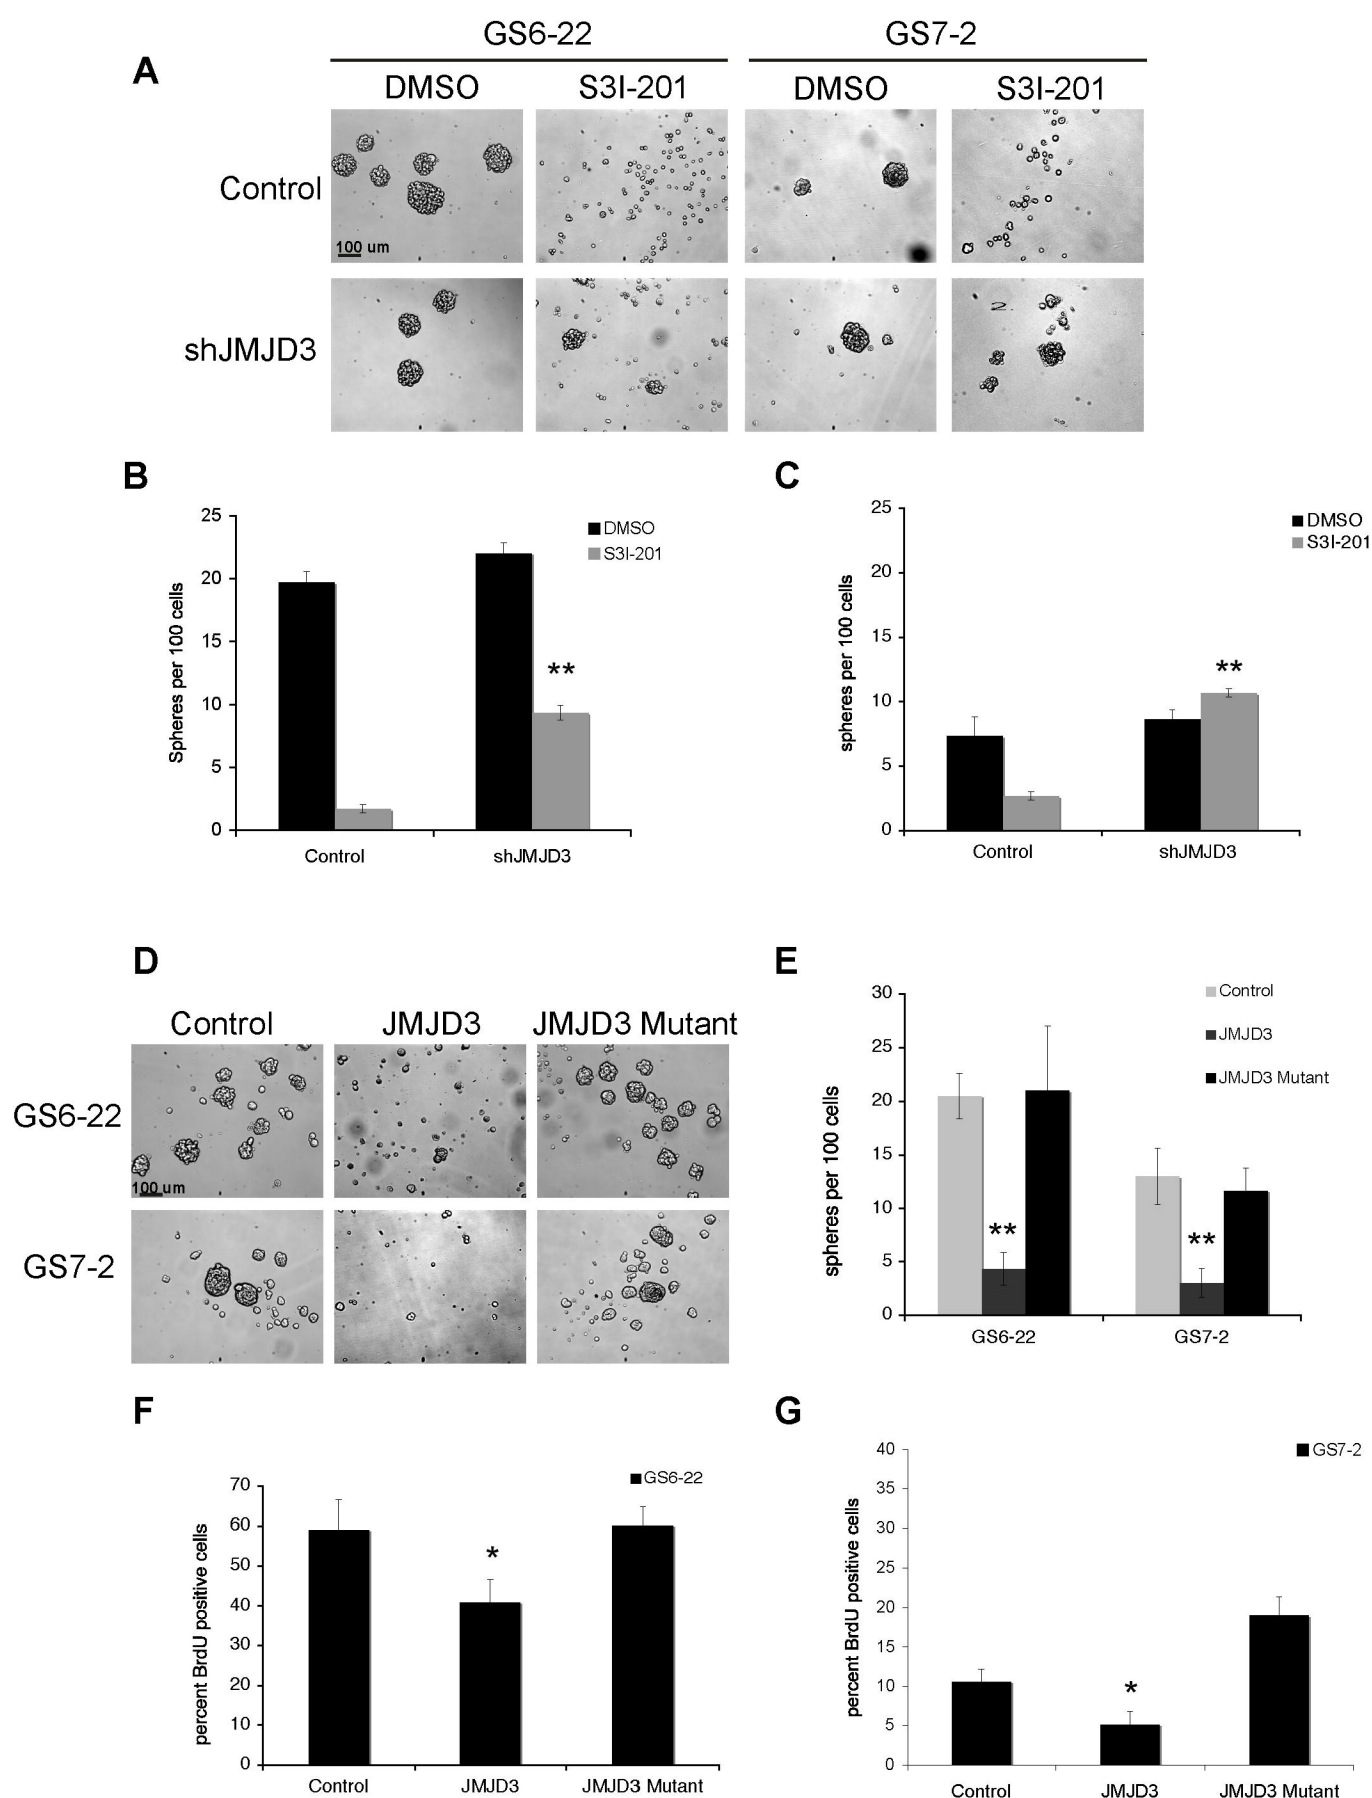 GS6-22 GS7-2
A
DMSO S3I-201 DMSO S3I-201
Control
100 um
shJMJD3
2
B
C
25
20
15
10
5
0
Spheres per 100 cells
DMSO
S3I-201
**
Control shJMJD3
25
20
15
10
5
0
spheres per 100 cells
DMSO
S3I-201
**
Control shJMJD3
D
Control JMJD3 JMJD3 Mutant
GS6-22
100 um
GS7-2
E
30
25
20
15
10
5
0
spheres per 100 cells
Control
JMJD3
JMJD3 Mutant
** **
GS6-22 GS7-2
F
70
60
50
40
30
20
10
0
percent BrdU positive cells
GS6-22
*
Control JMJD3 JMJD3 Mutant
G
40
35
30
25
20
15
10
5
0
percent BrdU positive cells
GS7-2
*
Control JMJD3 JMJD3 Mutant